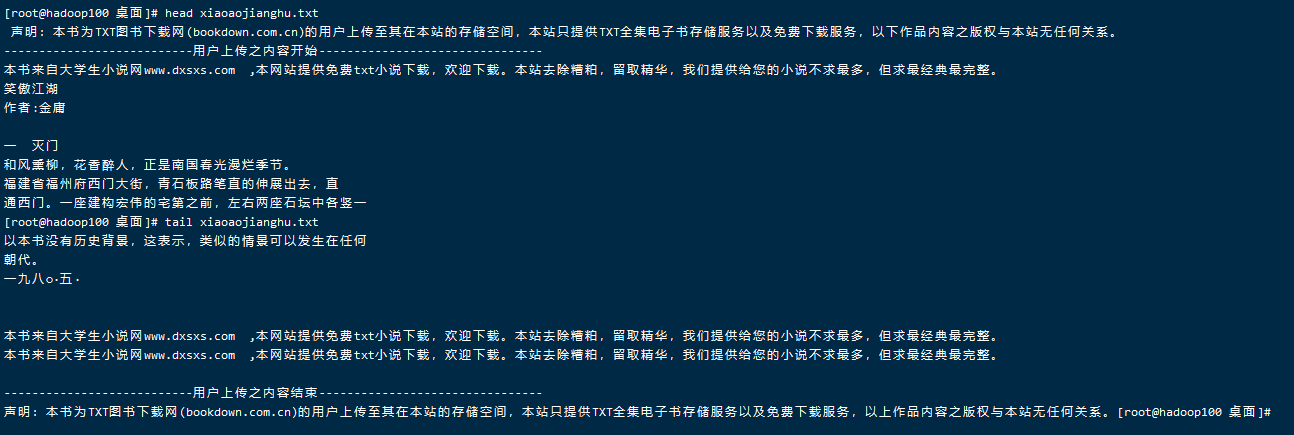 [root@hadoop100 桌面]# head xiaoaojianghu.txt
声明：本书为TXT图书下载网(bookdown.com.cn)的用户上传至其在本站的存储空间，本站只提供TXT全集电子书存储服务以及免费下载服务，以下作品内容之版权与本站无任何关系。
---------------------------用户上传之内容开始--------------------------------
本书来自大学生小说网www.dxsxs.com  ,本网站提供免费txt小说下载，欢迎下载。本站去除糟粕，留取精华，我们提供给您的小说不求最多，但求最经典最完整。
笑傲江湖
作者:金庸
一  灭门
和风熏柳，花香醉人，正是南国春光漫烂季节。
福建省福州府西门大街，青石板路笔直的伸展出去，直
通西门。一座建构宏伟的宅第之前，左右两座石坛中各竖一
[root@hadoop100 桌面]# tail xiaoaojianghu.txt
以本书没有历史背景，这表示，类似的情景可以发生在任何
朝代。
一九八○·五·
本书来自大学生小说网www.dxsxs.com  ,本网站提供免费txt小说下载，欢迎下载。本站去除糟粕，留取精华，我们提供给您的小说不求最多，但求最经典最完整。
本书来自大学生小说网www.dxsxs.com  ,本网站提供免费txt小说下载，欢迎下载。本站去除糟粕，留取精华，我们提供给您的小说不求最多，但求最经典最完整。
---------------------------用户上传之内容结束--------------------------------
声明：本书为TXT图书下载网(bookdown.com.cn)的用户上传至其在本站的存储空间，本站只提供TXT全集电子书存储服务以及免费下载服务，以上作品内容之版权与本站无任何关系。[root@hadoop100 桌面]#